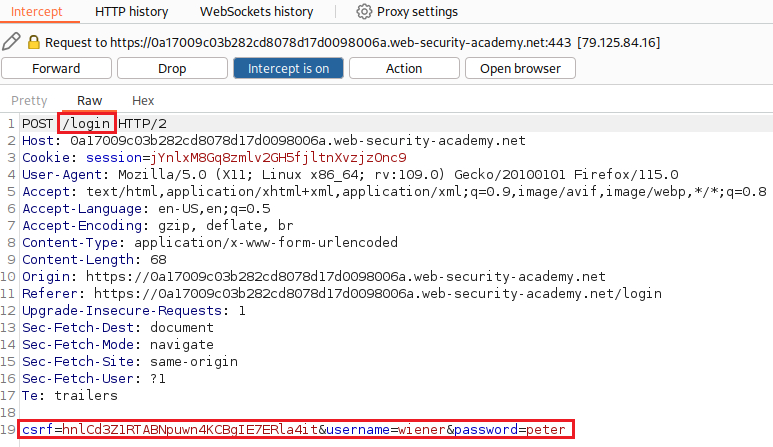 Intercept HTTP history WebSockets history Proxy settings
Request to https://0a17009c03b282cd8078d17d0098006a.web-security-academy.net:443 [79.125.84.16]
Forward Drop Intercept is on Action Open browser
Pretty Raw Hex
1 POST /login HTTP/2
2 Host: 0a17009c03b282cd8078d17d0098006a.web-security-academy.net
3 Cookie: session=jYnlxM8Gq8zmlv2GH5fjltnXvzjzOnc9
4 User-Agent: Mozilla/5.0 (X11; Linux x86_64; rv:109.0) Gecko/20100101 Firefox/115.0
5 Accept: text/html,application/xhtml+xml,application/xml;q=0.9,image/avif,image/webp,*/*;q=0.8
6 Accept-Language: en-US,en;q=0.5
7 Accept-Encoding: gzip, deflate, br
8 Content-Type: application/x-www-form-urlencoded
9 Content-Length: 68
10 Origin: https://0a17009c03b282cd8078d17d0098006a.web-security-academy.net
11 Referer: https://0a17009c03b282cd8078d17d0098006a.web-security-academy.net/login
12 Upgrade-Insecure-Requests: 1
13 Sec-Fetch-Dest: document
14 Sec-Fetch-Mode: navigate
15 Sec-Fetch-Site: same-origin
16 Sec-Fetch-User: ?1
17 Te: trailers
18
19 csrf=hnlCd3Z1RTABNpuwn4KCBgIE7ERla4it&username=wiener&password=peter